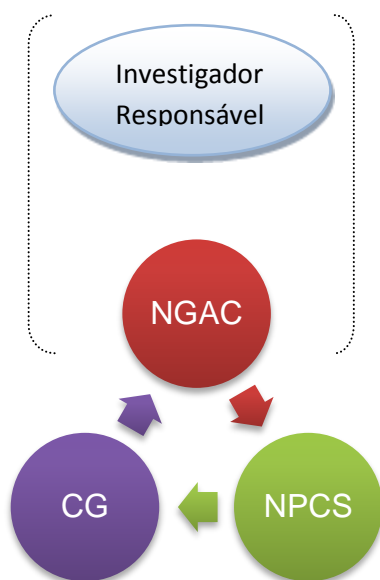 Investigador
Responsável
NGAC
CG
NPCS